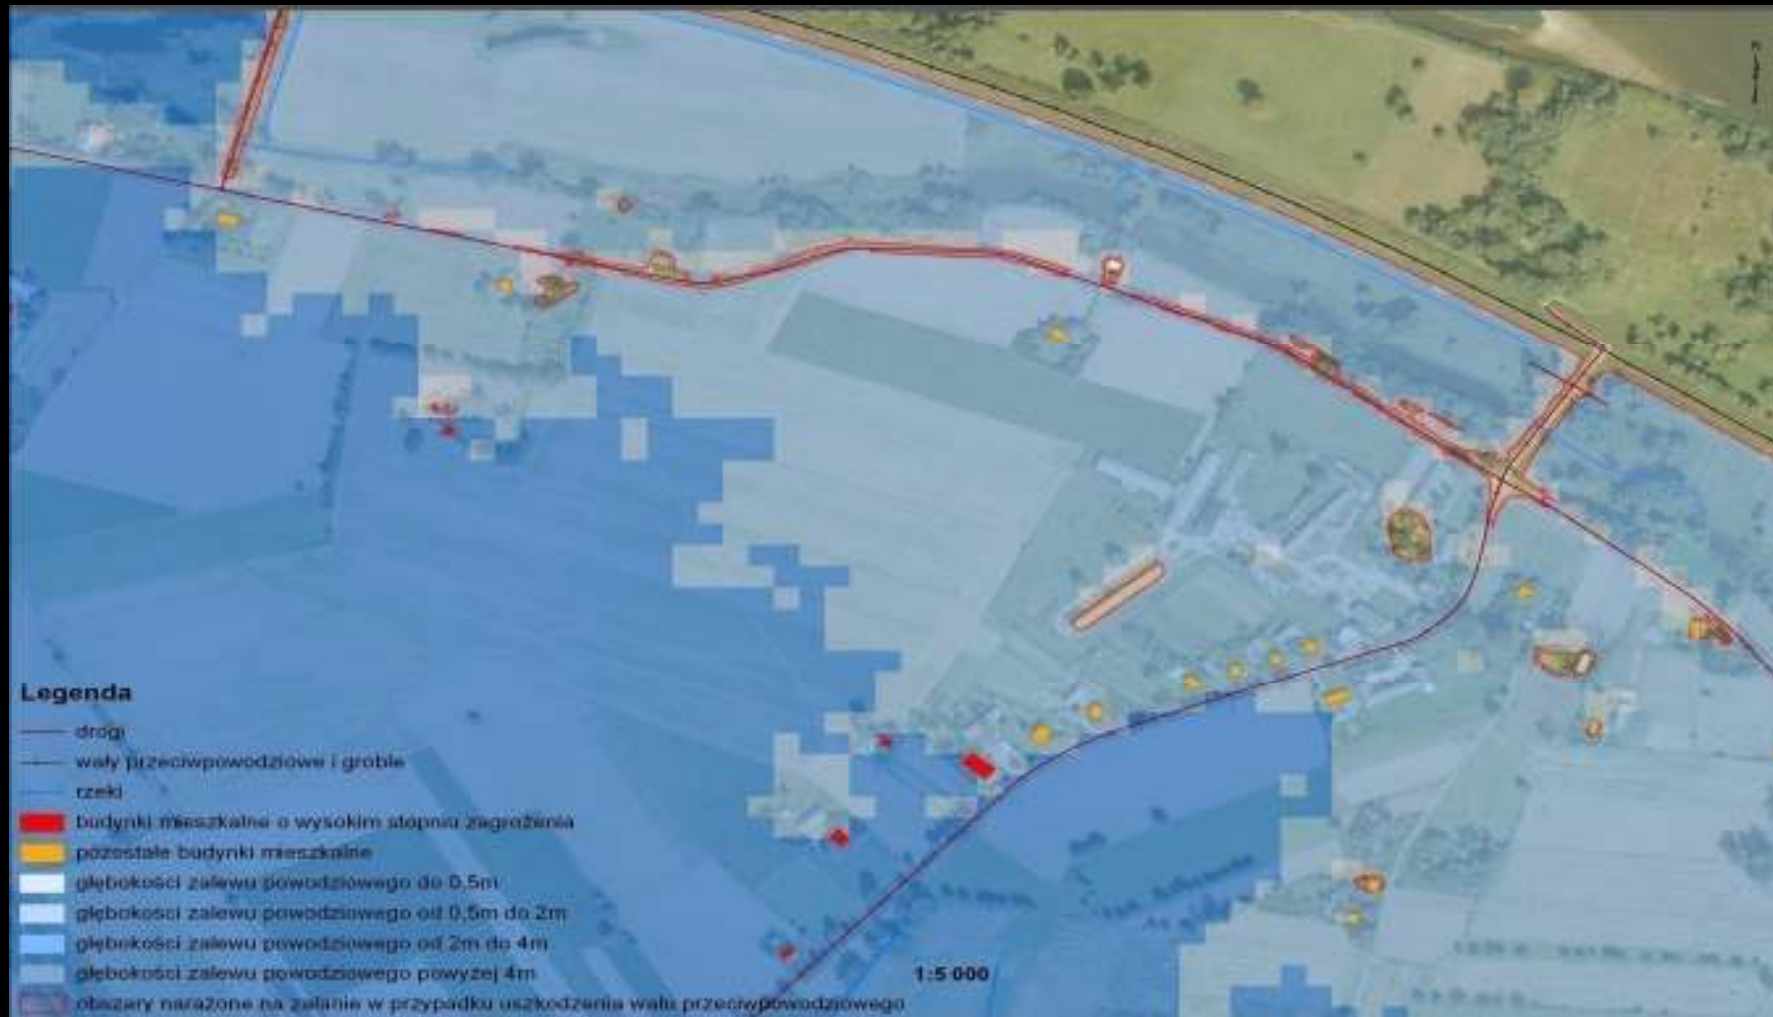 Legenda
drogi
wały przeciwpowodziowe i groble
rzeki
budynki mieszkalne o wysokim stopniu zagrożenia
pozostałe budynki mieszkalne
głębokości zalewu powodziowego do 0,5m
głębokości zalewu powodziowego od 0,5m do 2m
głębokości zalewu powodziowego od 2m do 4m
głębokości zalewu powodziowego powyżej 4m
1:5 000
obszary narażone na zalanie w przypadku uszkodzenia wału przeciwpowodziowego